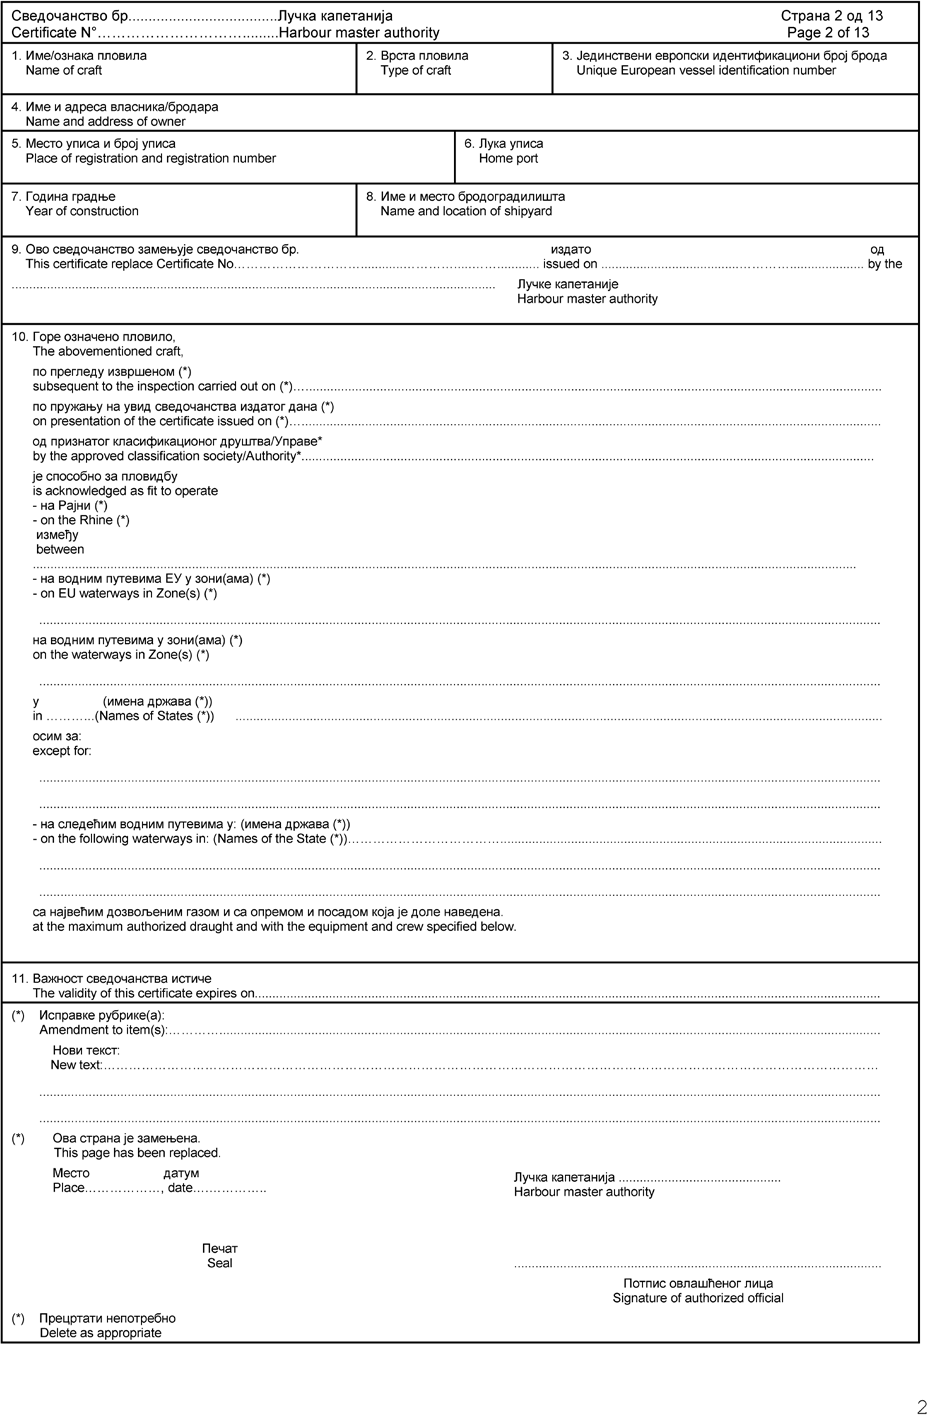 Сведочанство бр.....................................Лучка капетанија Страна 2 од 13
Certificate N°…………………………........Harbour master authority Page 2 of 13
1. Име/ознака пловила 2. Врста пловила 3. Јединствени европски идентификациони број брода
Name of craft Type of craft Unique European vessel identification number
4. Име и адреса власника/бродара
Name and address of owner
5. Место уписа и број уписа 6. Лука уписа
Place of registration and registration number Home port
7. Година градње 8. Име и место бродоградилишта
Year of construction Name and location of shipyard
9. Ово сведочанство замењује сведочанство бр. издато од
This certificate replace Certificate No………………………….................................……........... issued on ..........................................………….................... by the
......................................................................................................................................... Лучке капетаније
Harbour master authority
10. Горе означено пловило,
The abovementioned craft,
по прегледу извршеном (*)
subsequent to the inspection carried out on (*)…..................................................................................................................................................................
по пружању на увид сведочанства издатог дана (*)
on presentation of the certificate issued on (*)…...................................................................................................................................................................
од признатог класификационог друштва/Управе*
by the approved classification society/Authority*..................................................................................................................................................................
је способно за пловидбу
is acknowledged as fit to operate
- на Рајни (*)
- on the Rhine (*)
између
between
.........................................................................................................................................................................................................................................
- на водним путевима ЕУ у зони(ама) (*)
- on EU waterways in Zone(s) (*)
..............................................................................................................................................................................................................................................
на водним путевима у зони(ама) (*)
on the waterways in Zone(s) (*)
..............................................................................................................................................................................................................................................
у (имена држава (*))
in ………...(Names of States (*)) .......................................................................................................................................................................................
осим за:
except for:
..............................................................................................................................................................................................................................................
..............................................................................................................................................................................................................................................
- на следећим водним путевима у: (имена држава (*))
- on the following waterways in: (Names of the State (*))………………………………...........................................................................................................
..............................................................................................................................................................................................................................................
..............................................................................................................................................................................................................................................
са највећим дозвољеним газом и са опремом и посадом која је доле наведена.
at the maximum authorized draught and with the equipment and crew specified below.
11. Важност сведочанства истиче
The validity of this certificate expires on................................................................................................................................................................................
(*) Исправке рубрике(а):
Amendment to item(s):…………...........................................................................................................................................................................................
Нови текст:
New text:……………………………………………………………………………………………………………………………………………………………
..............................................................................................................................................................................................................................................
..............................................................................................................................................................................................................................................
(*) Ова страна је замењена.
This page has been replaced.
Место датум Лучка капетанија ..............................................
Place………………, date…………….. Harbour master authority
Печат
Seal ........................................................................................................
Потпис овлашћеног лица
Signature of authorized official
(*) Прецртати непотребно
Delete as appropriate
2